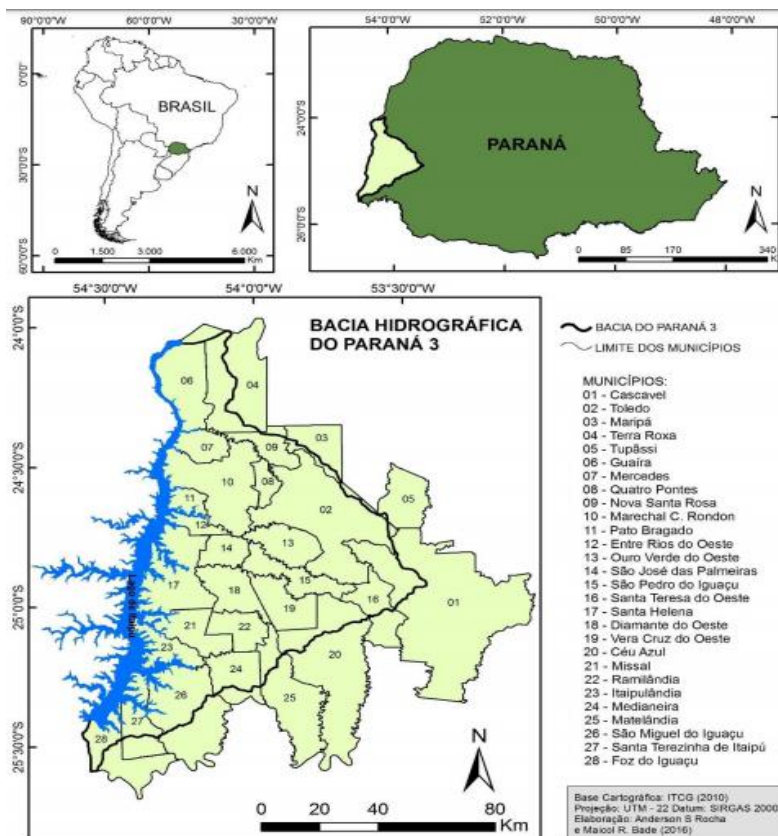 90°0'0"W 60°0'0"W 30°0'0"W
0°0'0"
30°0'0"S
60°0'0"S
BRASIL
N
0 1.500 3.000 6.000
Km
54°0'0"W 52°0'0"W 50°0'0"W 48°0'0"W
24°0'0"S
26°0'0"S
PARANÁ
N
0 85 170 340
54°30'0"W 54°0'0"W 53°30'0"W
24°0'0"S
24°30'0"S
25°0'0"S
25°30'0"S
BACIA HIDROGRÁFICA
DO PARANÁ 3
06
04
03
07
09
10
08
02
05
11
12
13
14
15
17
18
16
01
19
21
22
20
23
24
26
25
27
28
Lago de Itaipu
N
0 20 40 80
Km
BACIA DO PARANÁ 3
LIMITE DOS MUNICÍPIOS
MUNICÍPIOS:
01 - Cascavel
02 - Toledo
03 - Maripá
04 - Terra Roxa
05 - Tupãssi
06 - Guaíra
07 - Mercedes
08 - Quatro Pontes
09 - Nova Santa Rosa
10 - Marechal C. Rondon
11 - Pato Bragado
12 - Entre Rios do Oeste
13 - Ouro Verde do Oeste
14 - São José das Palmeiras
15 - São Pedro do Iguaçu
16 - Santa Teresa do Oeste
17 - Santa Helena
18 - Diamante do Oeste
19 - Vera Cruz do Oeste
20 - Céu Azul
21 - Missal
22 - Ramilândia
23 - Itaipulândia
24 - Medianeira
25 - Matelândia
26 - São Miguel do Iguaçu
27 - Santa Terezinha de Itaipú
28 - Foz do Iguaçu
Base Cartográfica: ITCG (2010)
Projeção: UTM - 22 Datum: SIRGAS 2000
Elaboração: Anderson S Rocha
e Maicol R. Bade (2016)